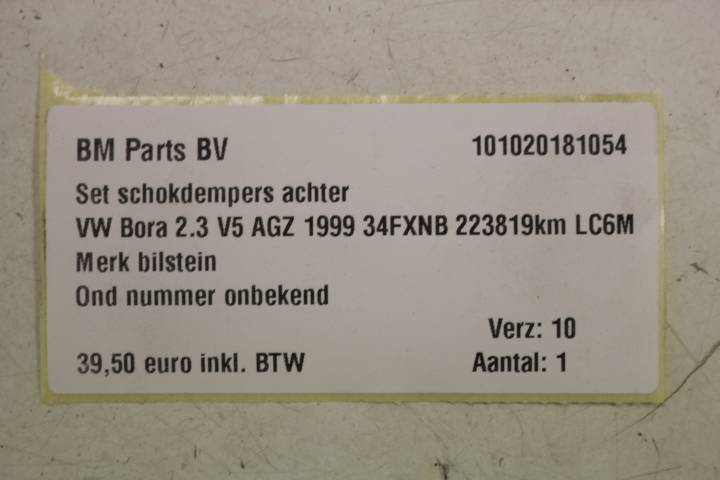 BM Parts BV 101020181054
Set schokdempers achter
VW Bora 2.3 V5 AGZ 1999 34FXNB 223819km LC6M
Merk bilstein
Ond nummer onbekend
Verz: 10
39,50 euro inkl. BTW Aantal: 1